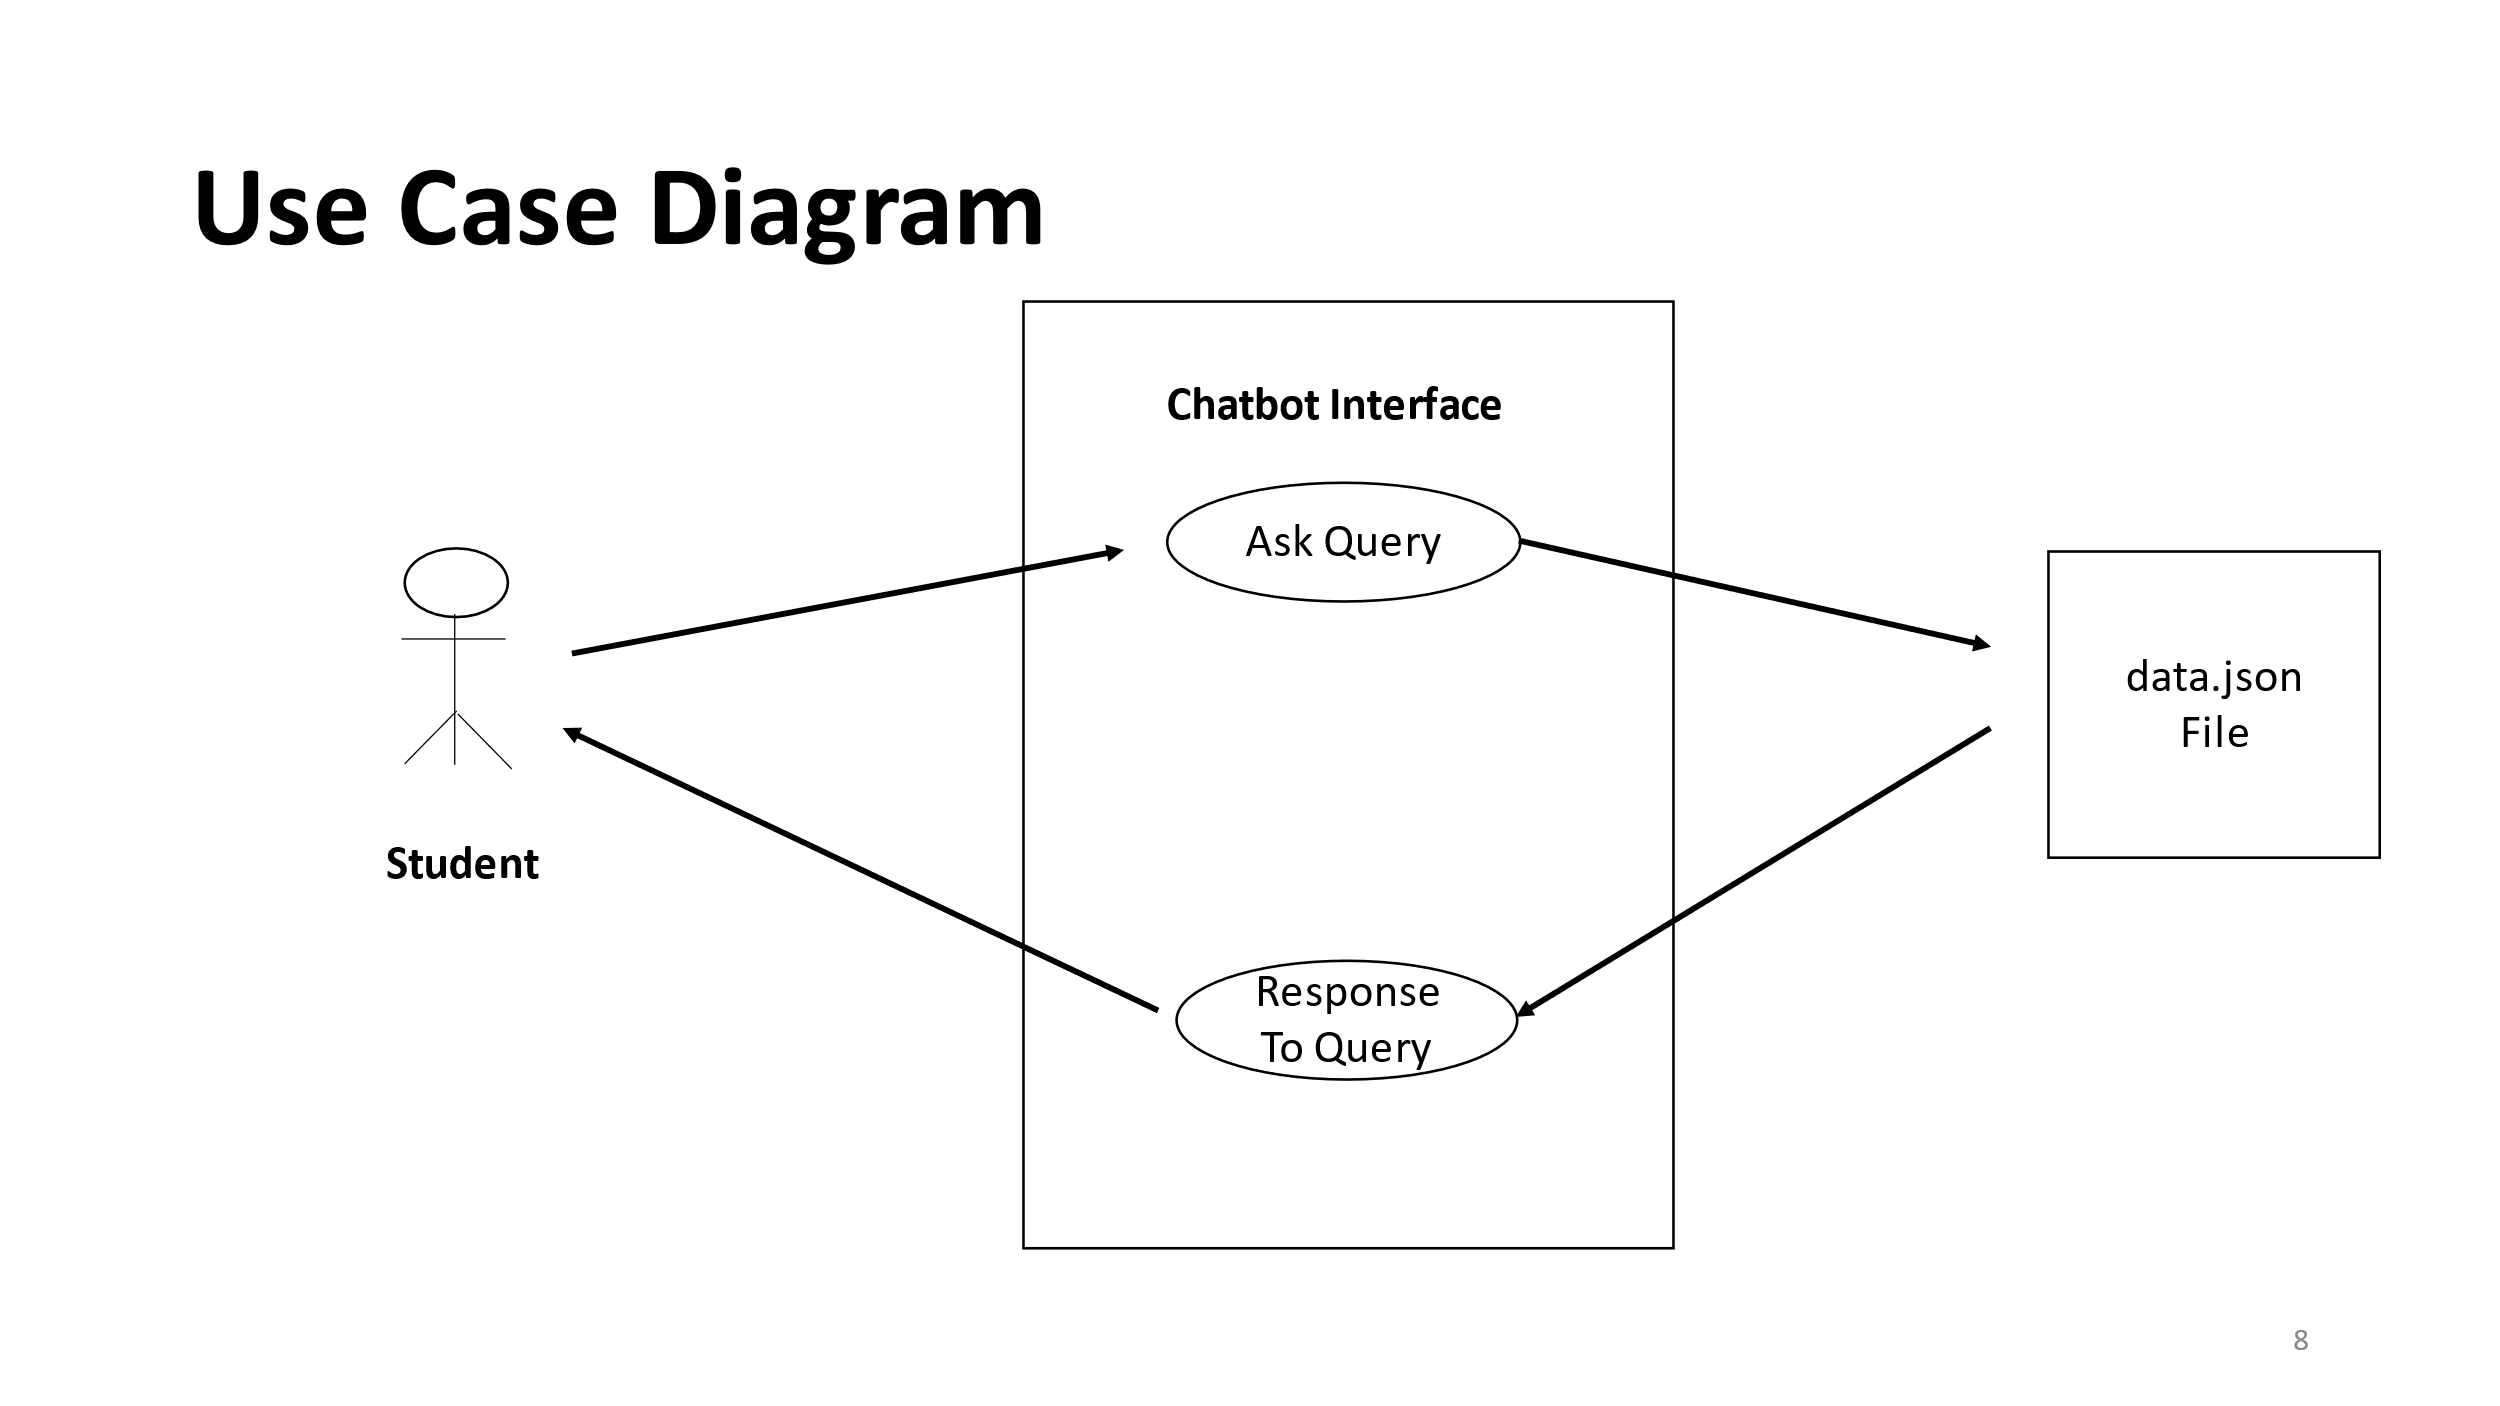 Use Case Diagram
Chatbot Interface
Ask Query
data.json
File
Student
Response
To Query
8